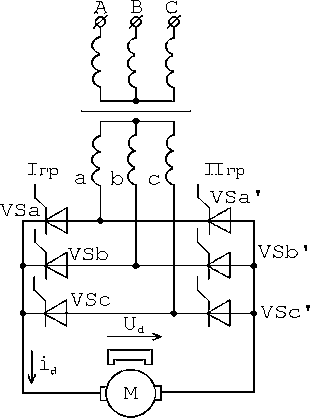 A B C
Iгр IIгр
a b c
VSa VSa'
VSb VSb'
VSc VSc'
Ud
id
M